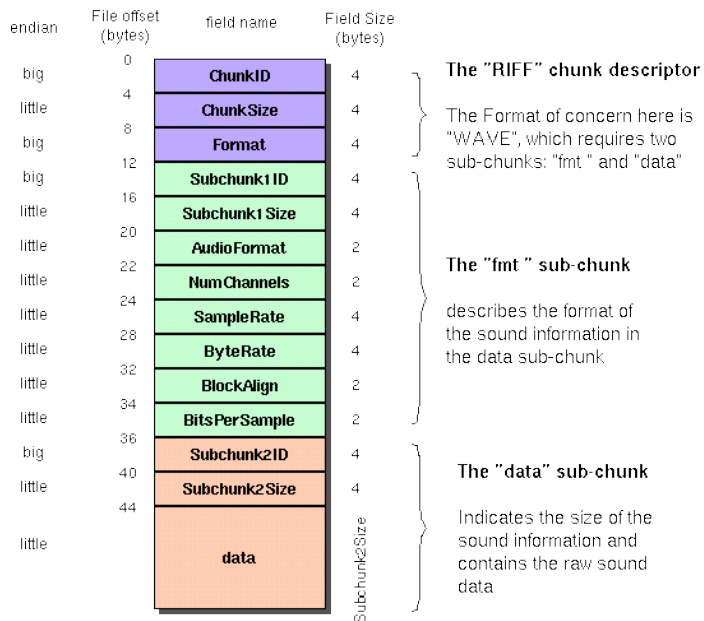 endian
File offset
(bytes)
field name
Field Size
(bytes)
0
big
ChunkID
4
4
little
ChunkSize
4
8
big
Format
4
12
big
Subchunk1ID
4
16
little
Subchunk1Size
4
20
little
AudioFormat
2
22
little
NumChannels
2
24
little
SampleRate
4
28
little
ByteRate
4
32
little
BlockAlign
2
34
little
BitsPerSample
2
36
big
Subchunk2ID
4
40
little
Subchunk2Size
4
44
little
data
Subchunk2Size
The "RIFF" chunk descriptor
The Format of concern here is
"WAVE", which requires two
sub-chunks: "fmt " and "data"
The "fmt " sub-chunk
describes the format of
the sound information in
the data sub-chunk
The "data" sub-chunk
Indicates the size of the
sound information and
contains the raw sound
data